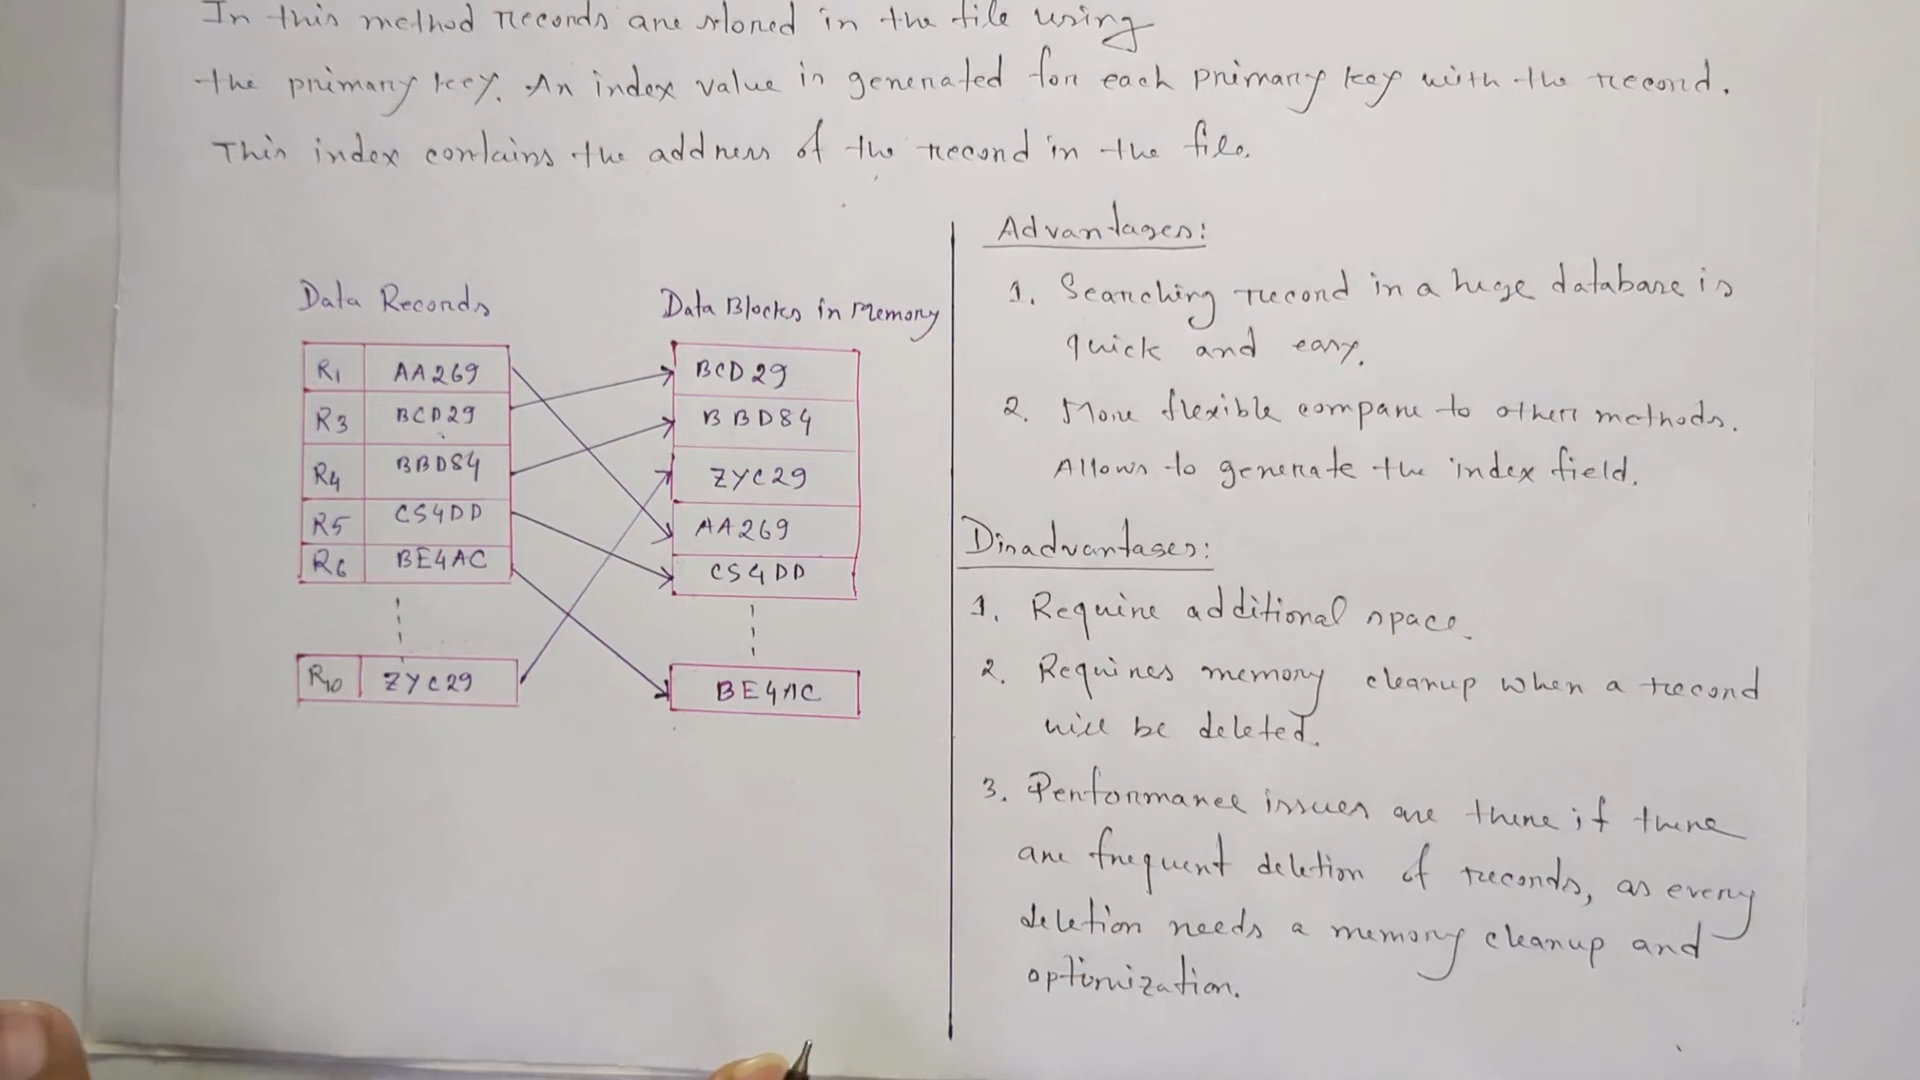 In this method records are stored in the file using
the primary key. An index value is generated for each primary key with the record.
This index contains the address of the record in the file.
Data Records
R1 AA269
R3 BCD29
R4 BBD84
R5 CS4DD
R6 BE4AC
R10 ZYC29
Data Blocks in Memory
BCD29
BBD84
ZYC29
AA269
CS4DD
BE4AC
Advantages:
1. Searching record in a huge database is
quick and easy.
2. More flexible compare to other methods.
Allows to generate the index field.
Disadvantages:
1. Require additional space.
2. Requires memory cleanup when a record
will be deleted.
3. Performance issues are there if there
are frequent deletion of records, as every
deletion needs a memory cleanup and
optimization.